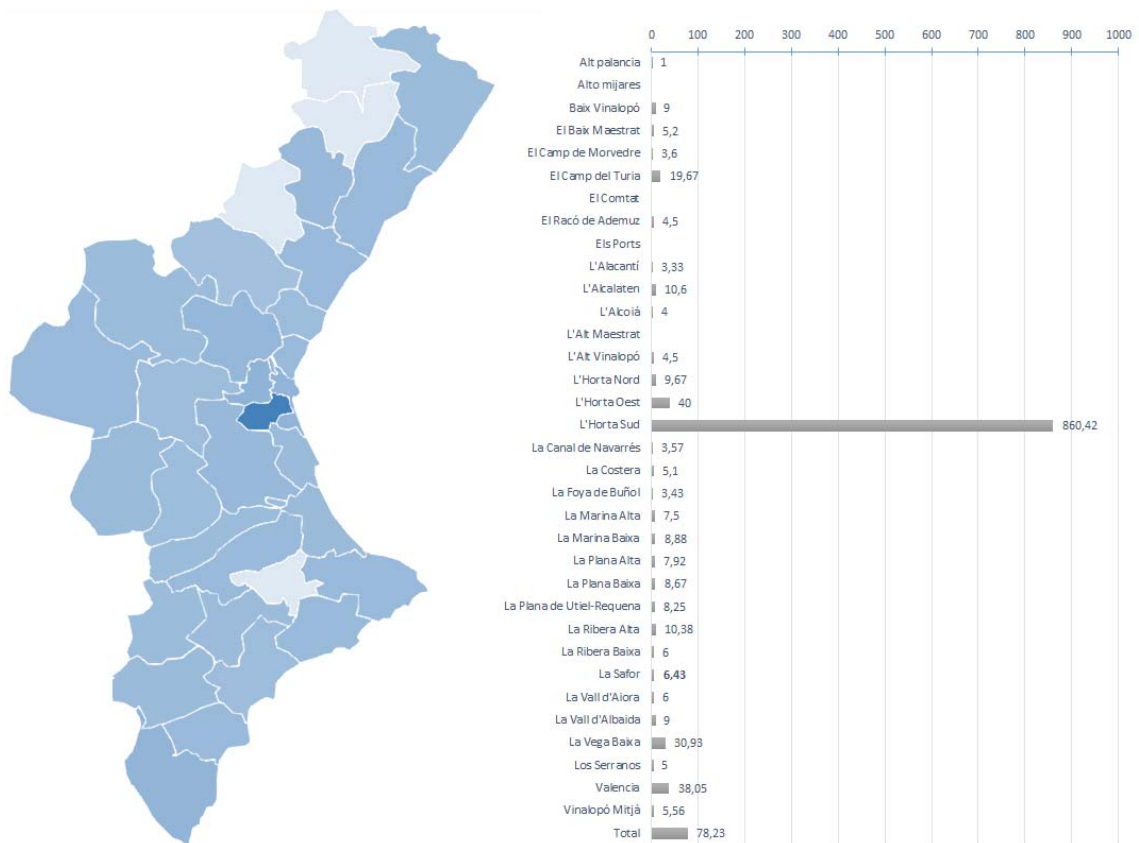 0 100 200 300 400 500 600 700 800 900 1000
Alt palancia 1
Alto mijares
Baix Vinalopó 9
El Baix Maestrat 5,2
El Camp de Morvedre 3,6
El Camp del Turia 19,67
El Comtat
El Racó de Ademuz 4,5
Els Ports
L'Alacantí 3,33
L'Alcalaten 10,6
L'Alcoiá 4
L'Alt Maestrat
L'Alt Vinalopó 4,5
L'Horta Nord 9,67
L'Horta Oest 40
L'Horta Sud 860,42
La Canal de Navarrés 3,57
La Costera 5,1
La Foya de Buñol 3,43
La Marina Alta 7,5
La Marina Baixa 8,88
La Plana Alta 7,92
La Plana Baixa 8,67
La Plana de Utiel-Requena 8,25
La Ribera Alta 10,38
La Ribera Baixa 6
La Safor 6,43
La Vall d'Aiora 6
La Vall d'Albaida 9
La Vega Baixa 30,93
Los Serranos 5
Valencia 38,05
Vinalopó Mitjá 5,56
Total 78,23